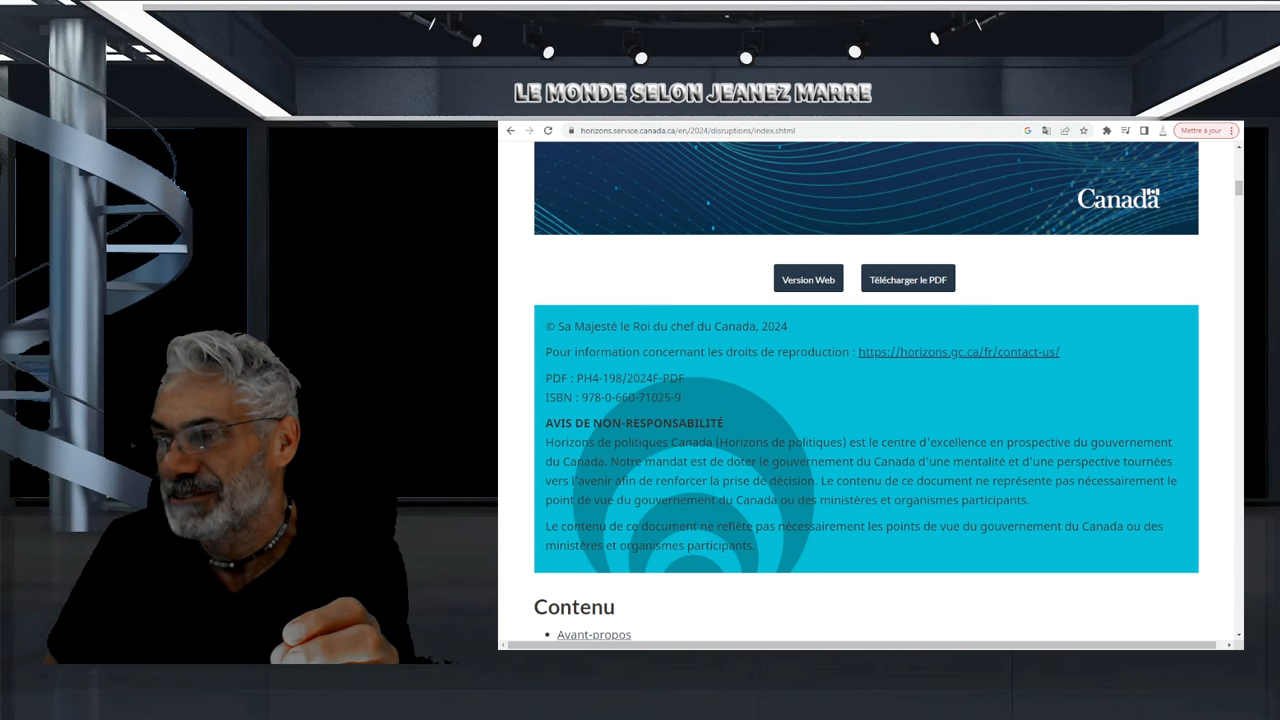 LE MONDE SELON JEANEZ MARRE
horizons.service.canada.ca/en/2024/disruptions/index.shtml
Mettre à jour
Canada
Version Web
Télécharger le PDF
© Sa Majesté le Roi du chef du Canada, 2024
Pour information concernant les droits de reproduction : https://horizons.gc.ca/fr/contact-us/
PDF : PH4-198/2024F-PDF
ISBN : 978-0-660-71025-9
AVIS DE NON-RESPONSABILITÉ
Horizons de politiques Canada (Horizons de politiques) est le centre d'excellence en prospective du gouvernement
du Canada. Notre mandat est de doter le gouvernement du Canada d'une mentalité et d'une perspective tournées
vers l'avenir afin de renforcer la prise de décision. Le contenu de ce document ne représente pas nécessairement le
point de vue du gouvernement du Canada ou des ministères et organismes participants.
Le contenu de ce document ne reflète pas nécessairement les points de vue du gouvernement du Canada ou des
ministères et organismes participants.
Contenu
Avant-propos